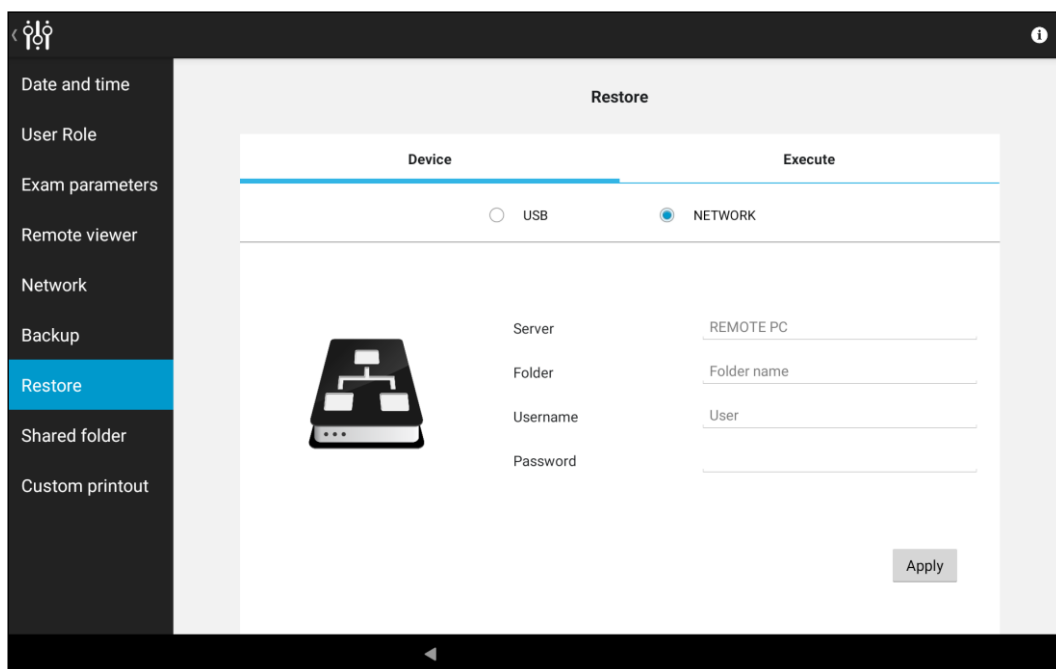 Date and time
User Role
Exam parameters
Remote viewer
Network
Backup
Restore
Shared folder
Custom printout
Restore
Device Execute
USB NETWORK
Server REMOTE PC
Folder Folder name
Username User
Password
Apply